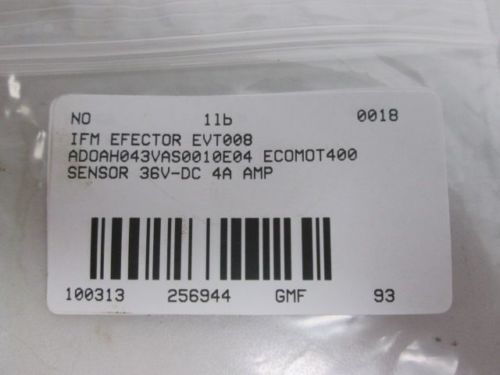 NO 1lb 0018
IFM EFECTOR EVT008
ADOAH043VAS0010E04 ECOMOT400
SENSOR 36V-DC 4A AMP
100313 256944 GMF 93